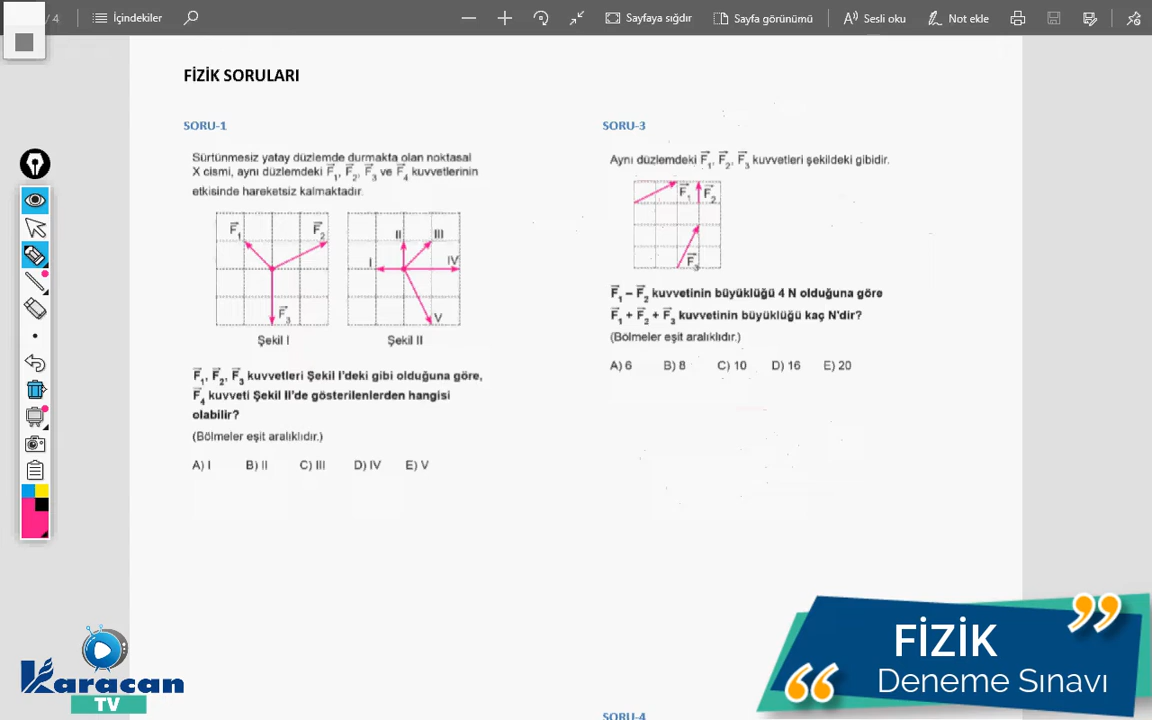 / 4
İçindekiler
Sayfaya sığdır
Sayfa görünümü
Sesli oku
Not ekle
FİZİK SORULARI
SORU-1
Sürtünmesiz yatay düzlemde durmakta olan noktasal
X cismi, aynı düzlemdeki F₁, F₂, F₃ ve F₄ kuvvetlerinin
etkisinde hareketsiz kalmaktadır.
F₁
F₂
F₃
Şekil I
I
II
III
IV
V
Şekil II
F₁, F₂, F₃ kuvvetleri Şekil I'deki gibi olduğuna göre,
F₄ kuvveti Şekil II'de gösterilenlerden hangisi
olabilir?
(Bölmeler eşit aralıklıdır.)
A) I B) II C) III D) IV E) V
SORU-3
Aynı düzlemdeki F₁, F₂, F₃ kuvvetleri şekildeki gibidir.
F₁
F₂
F₃
F₁ – F₂ kuvvetinin büyüklüğü 4 N olduğuna göre
F₁ + F₂ + F₃ kuvvetinin büyüklüğü kaç N'dir?
(Bölmeler eşit aralıklıdır.)
A) 6 B) 8 C) 10 D) 16 E) 20
SORU-4
Karacan
TV
FİZİK
Deneme Sınavı